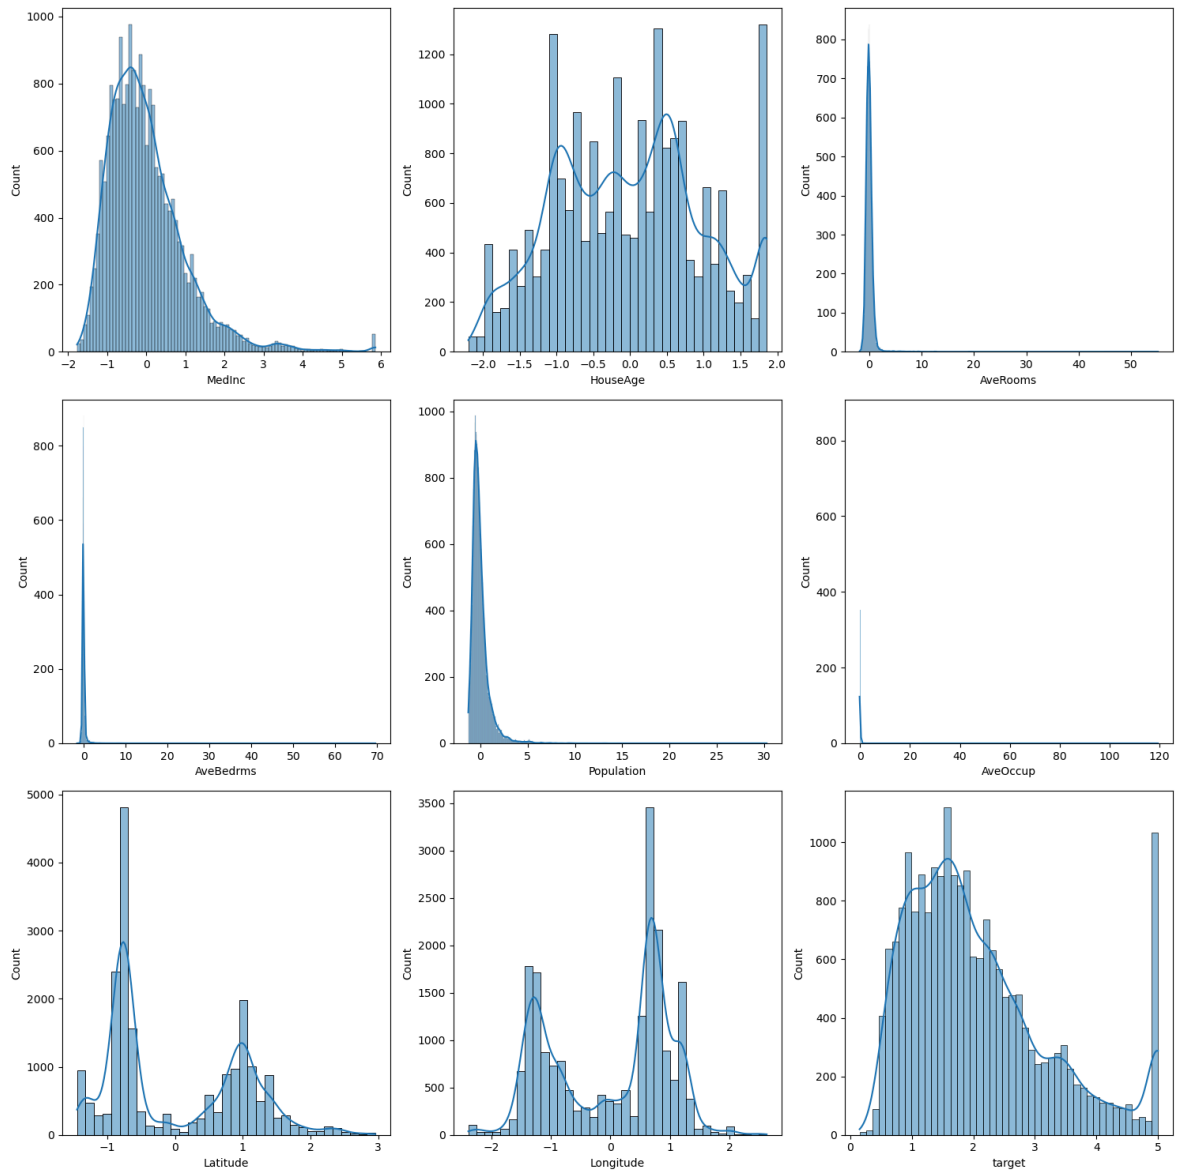 1000
800
600
400
200
0
Count
−2 −1 0 1 2 3 4 5 6
MedInc
1200
1000
800
600
400
200
0
Count
−2.0 −1.5 −1.0 −0.5 0.0 0.5 1.0 1.5 2.0
HouseAge
800
700
600
500
400
300
200
100
0
Count
0 10 20 30 40 50
AveRooms
800
600
400
200
0
Count
0 10 20 30 40 50 60 70
AveBedrms
1000
800
600
400
200
0
Count
0 5 10 15 20 25 30
Population
800
600
400
200
0
Count
0 20 40 60 80 100 120
AveOccup
5000
4000
3000
2000
1000
0
Count
−1 0 1 2 3
Latitude
3500
3000
2500
2000
1500
1000
500
0
Count
−2 −1 0 1 2
Longitude
1000
800
600
400
200
0
Count
0 1 2 3 4 5
target